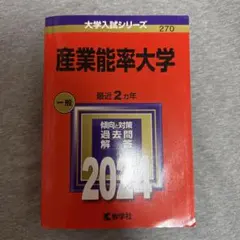 大学入試シリーズ
270
産業能率大学
最近2カ年
一般
傾向と対策
過去問
解答
2024
教学社